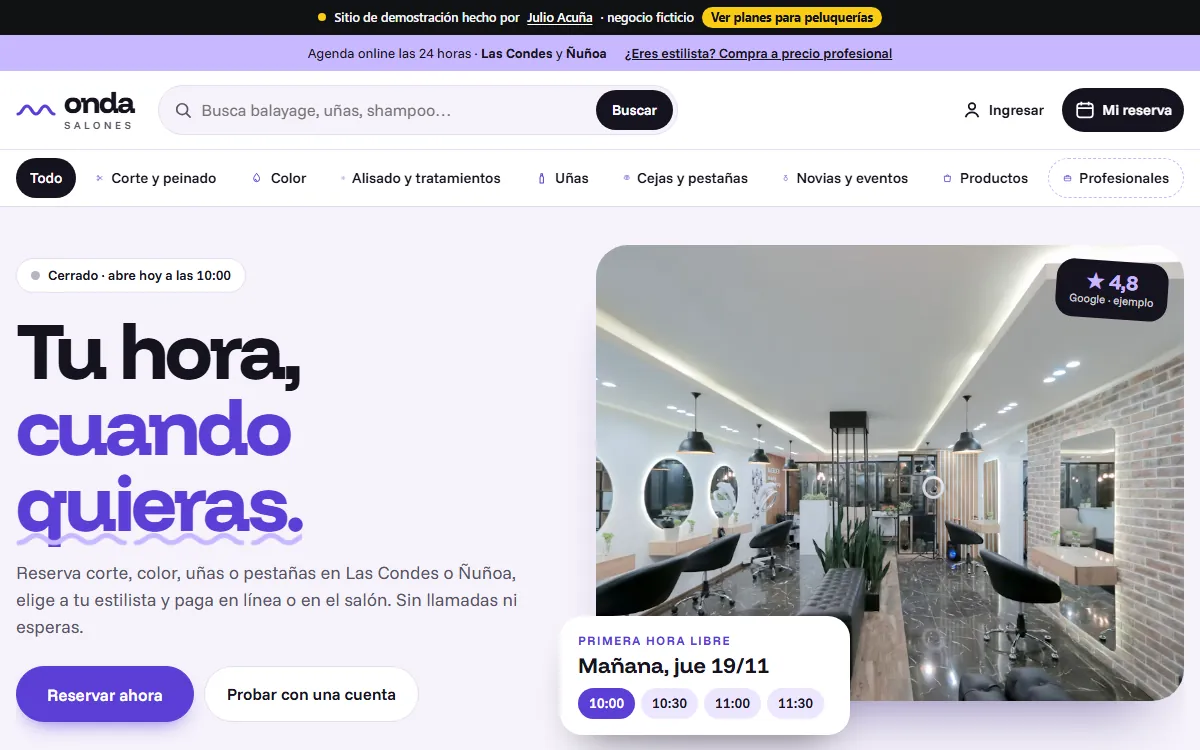 Sitio de demostración hecho por Julio Acuña · negocio ficticio Ver planes para peluquerías
Agenda online las 24 horas · Las Condes y Ñuñoa ¿Eres estilista? Compra a precio profesional
onda
SALONES
Busca balayage, uñas, shampoo…
Buscar
Ingresar
Mi reserva
Todo
Corte y peinado
Color
Alisado y tratamientos
Uñas
Cejas y pestañas
Novias y eventos
Productos
Profesionales
Cerrado · abre hoy a las 10:00
Tu hora,
cuando
quieras.
Reserva corte, color, uñas o pestañas en Las Condes o Ñuñoa,
elige a tu estilista y paga en línea o en el salón. Sin llamadas ni
esperas.
Reservar ahora
Probar con una cuenta
★ 4,8
Google · ejemplo
PRIMERA HORA LIBRE
Mañana, jue 19/11
10:00
10:30
11:00
11:30